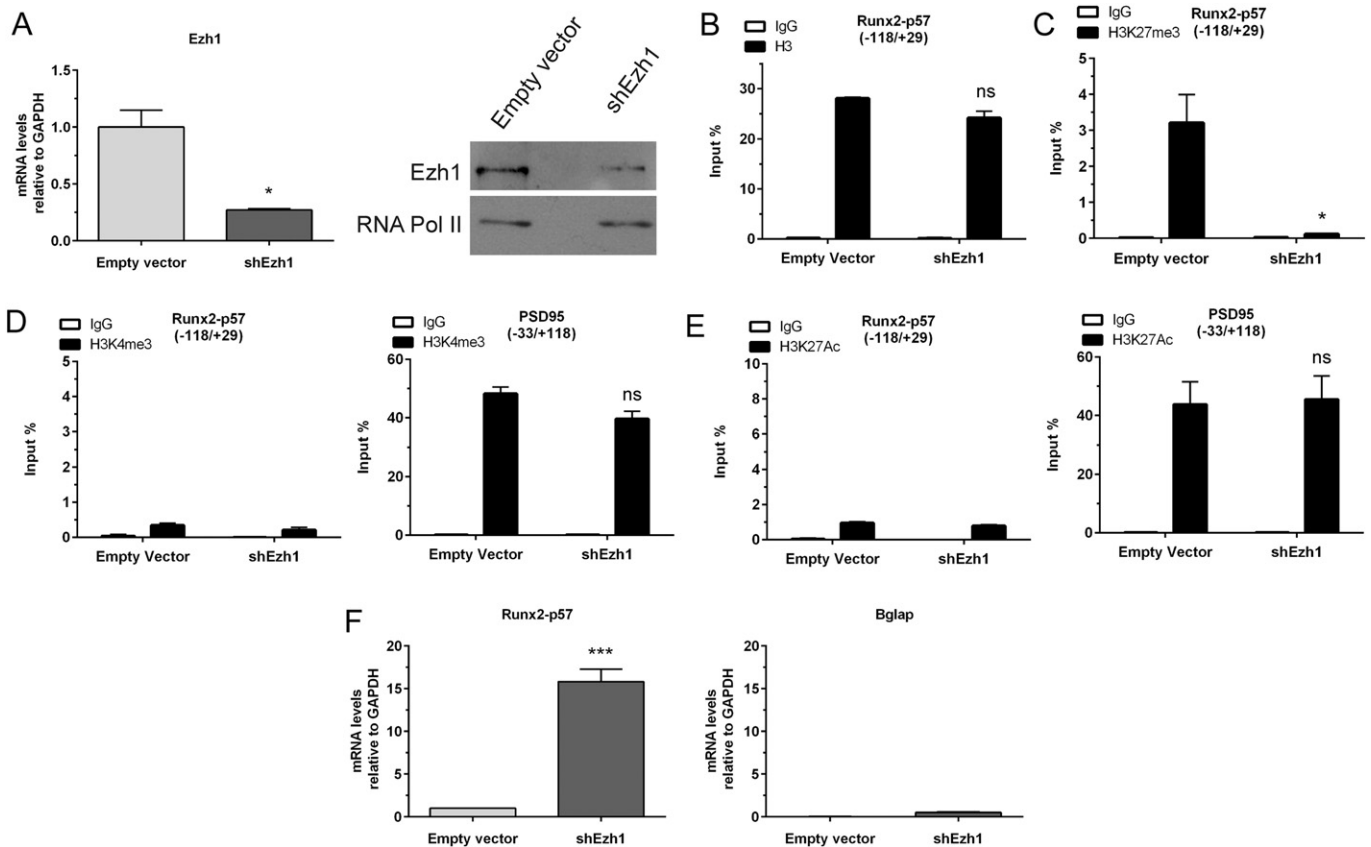 A
Ezh1
mRNA levels
relative to GAPDH
1.5
1.0
0.5
0.0
*
Empty vector
shEzh1
Empty vector
shEzh1
Ezh1
RNA Pol II
B
IgG
H3
Runx2-p57
(-118/+29)
Input %
30
20
10
0
ns
Empty Vector
shEzh1
C
IgG
H3K27me3
Runx2-p57
(-118/+29)
Input %
5
4
3
2
1
0
*
Empty vector
shEzh1
D
IgG
H3K4me3
Runx2-p57
(-118/+29)
Input %
5
4
3
2
1
0
Empty Vector
shEzh1
IgG
H3K4me3
PSD95
(-33/+118)
Input %
60
40
20
0
ns
Empty Vector
shEzh1
E
IgG
H3K27Ac
Runx2-p57
(-118/+29)
Input %
10
8
6
4
2
0
Empty Vector
shEzh1
IgG
H3K27Ac
PSD95
(-33/+118)
Input %
60
40
20
0
ns
Empty Vector
shEzh1
F
Runx2-p57
mRNA levels
relative to GAPDH
20
15
10
5
0
***
Empty vector
shEzh1
Bglap
mRNA levels
relative to GAPDH
20
15
10
5
0
Empty vector
shEzh1